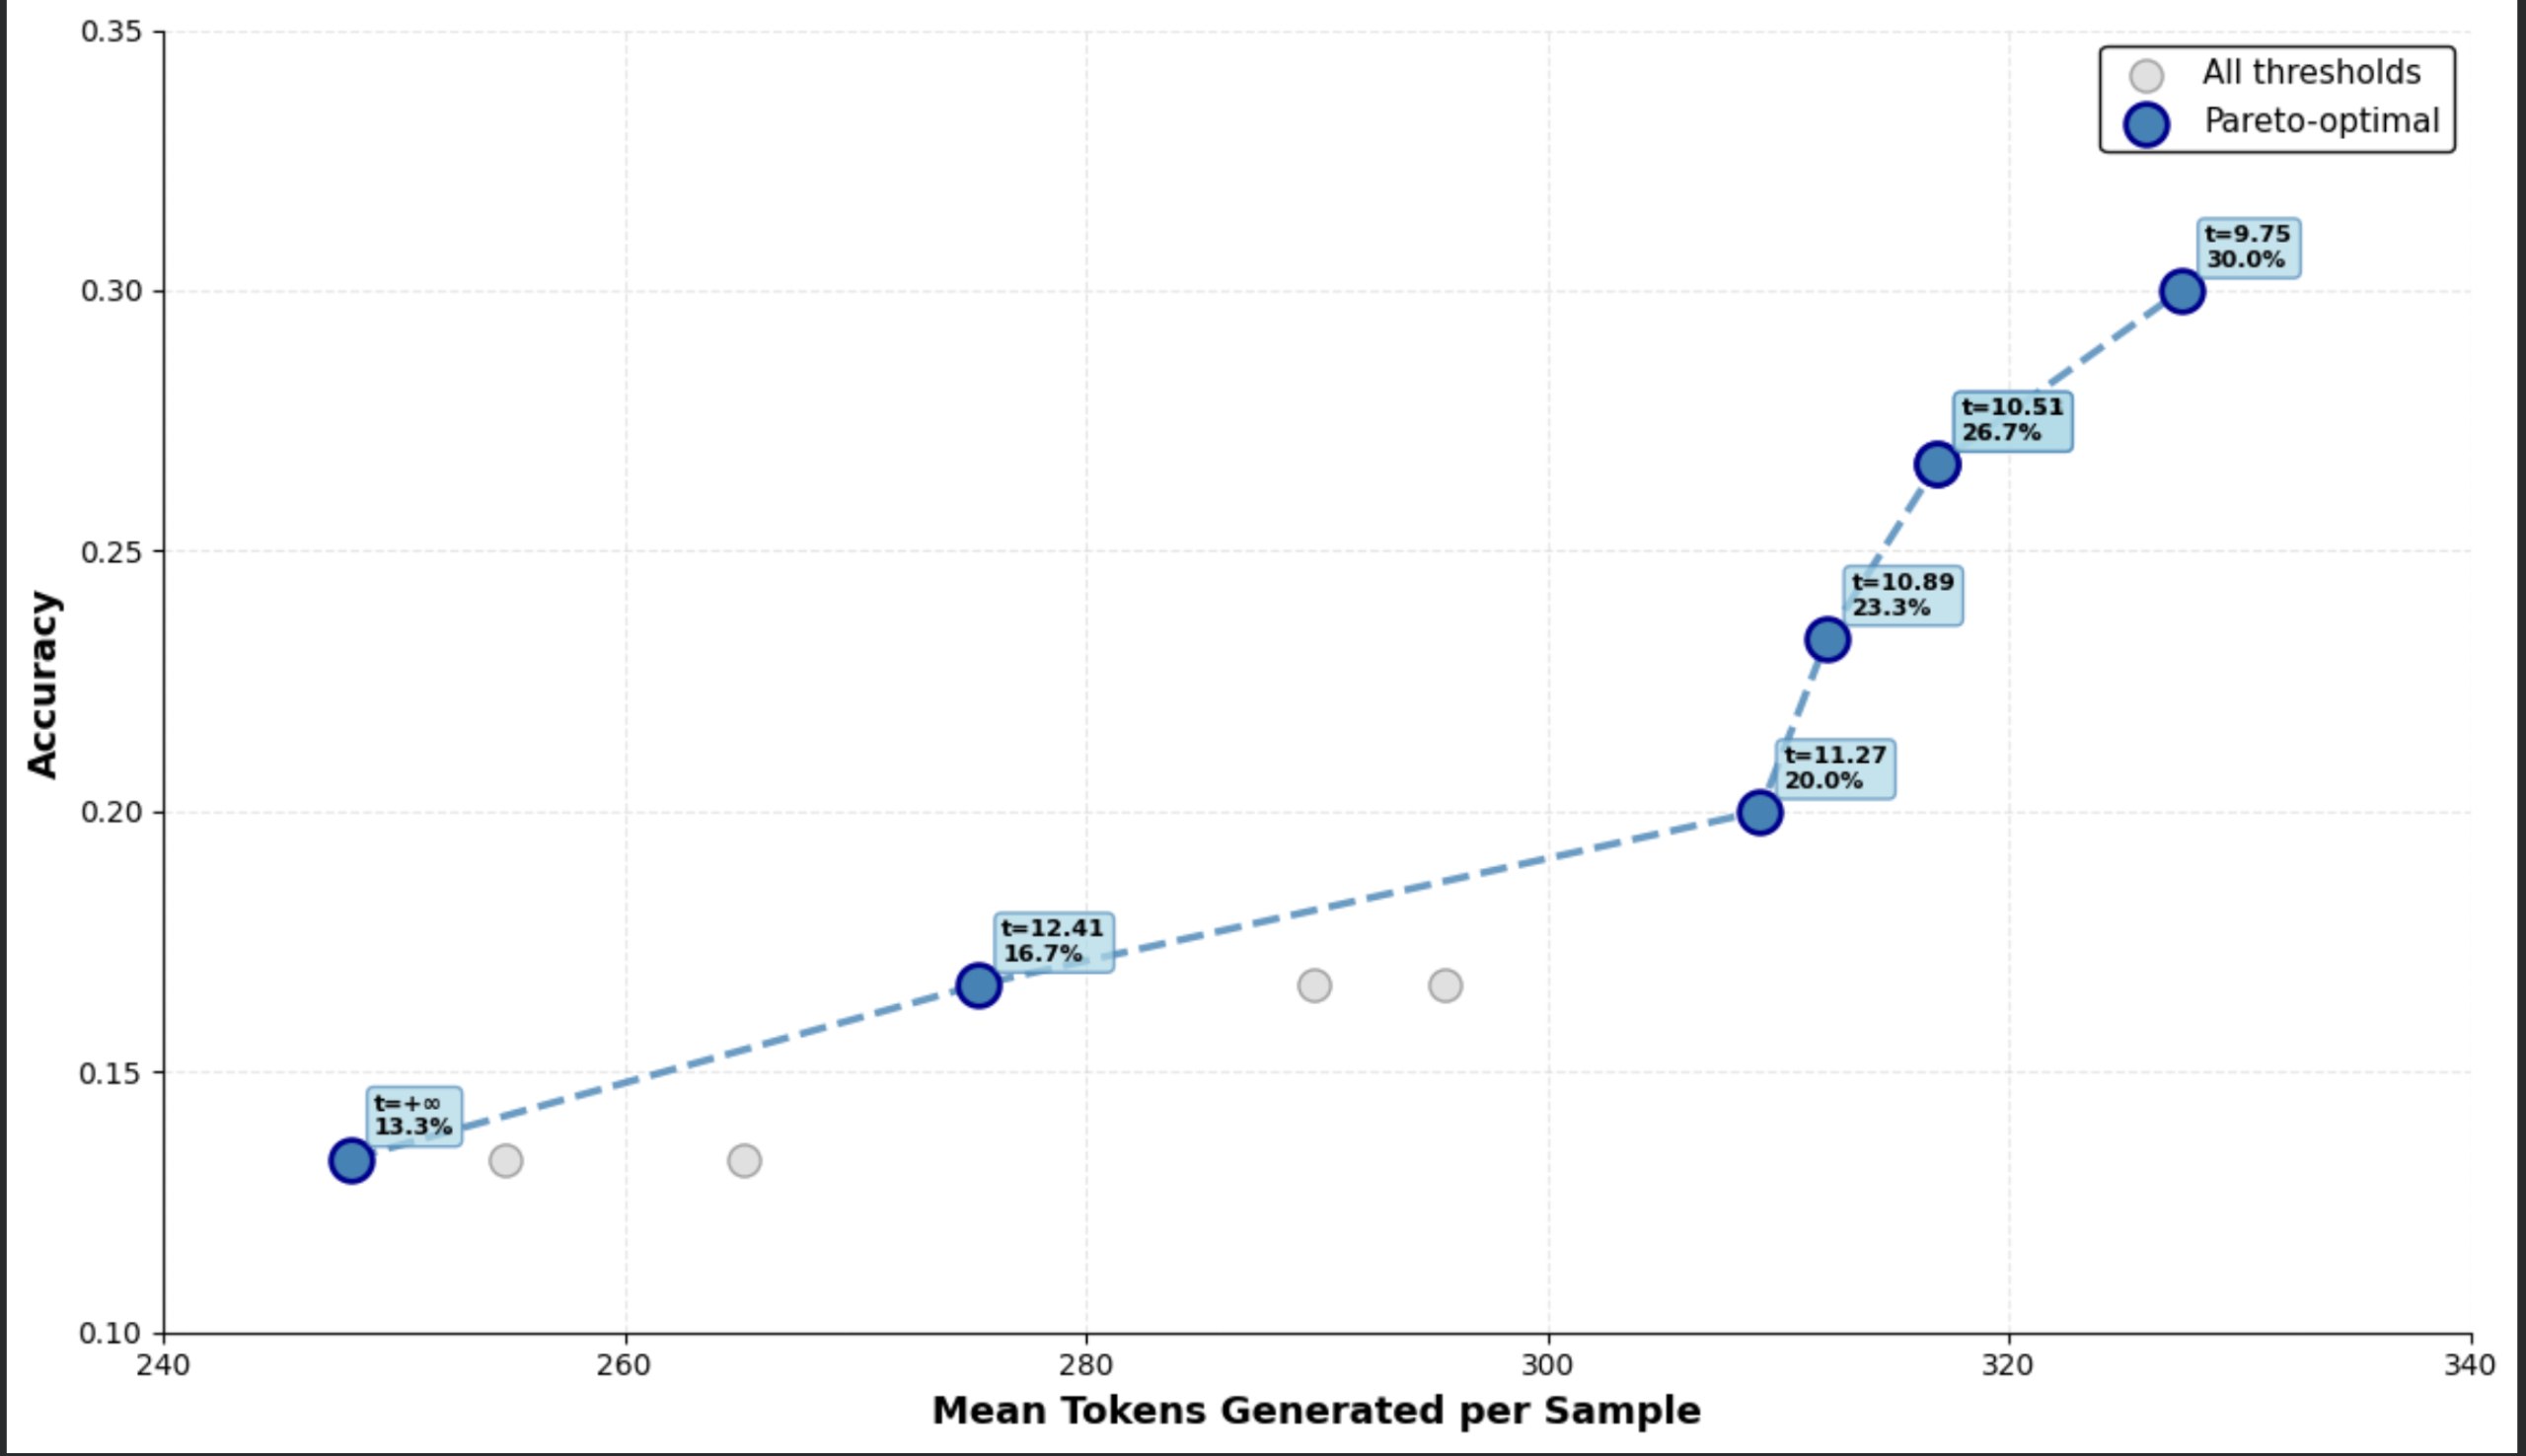 0.35
0.30
0.25
0.20
0.15
0.10
Accuracy
All thresholds
Pareto-optimal
t=9.75
30.0%
t=10.51
26.7%
t=10.89
23.3%
t=11.27
20.0%
t=12.41
16.7%
t=+∞
13.3%
240 260 280 300 320 340
Mean Tokens Generated per Sample